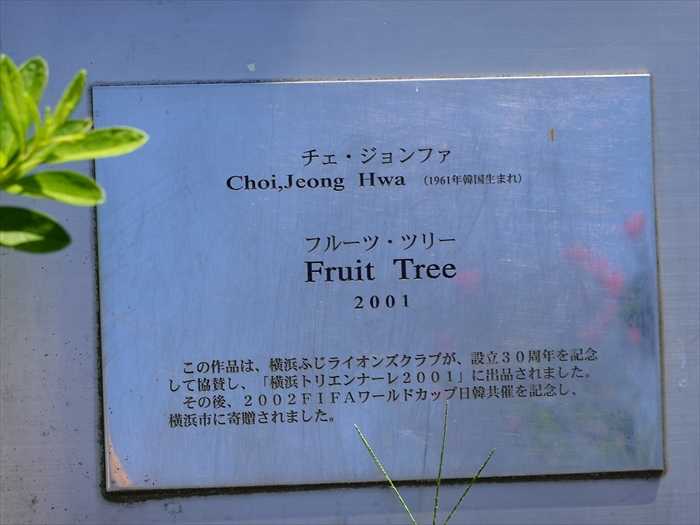 チェ・ジョンファ
Choi,Jeong Hwa （1961年韓国生まれ）
フルーツ・ツリー
Fruit Tree
2001
この作品は、横浜ふじライオンズクラブが、設立３０周年を記念
して協賛し、「横浜トリエンナーレ２００１」に出品されました。
その後、２００２ＦＩＦＡワールドカップ日韓共催を記念し、
横浜市に寄贈されました。